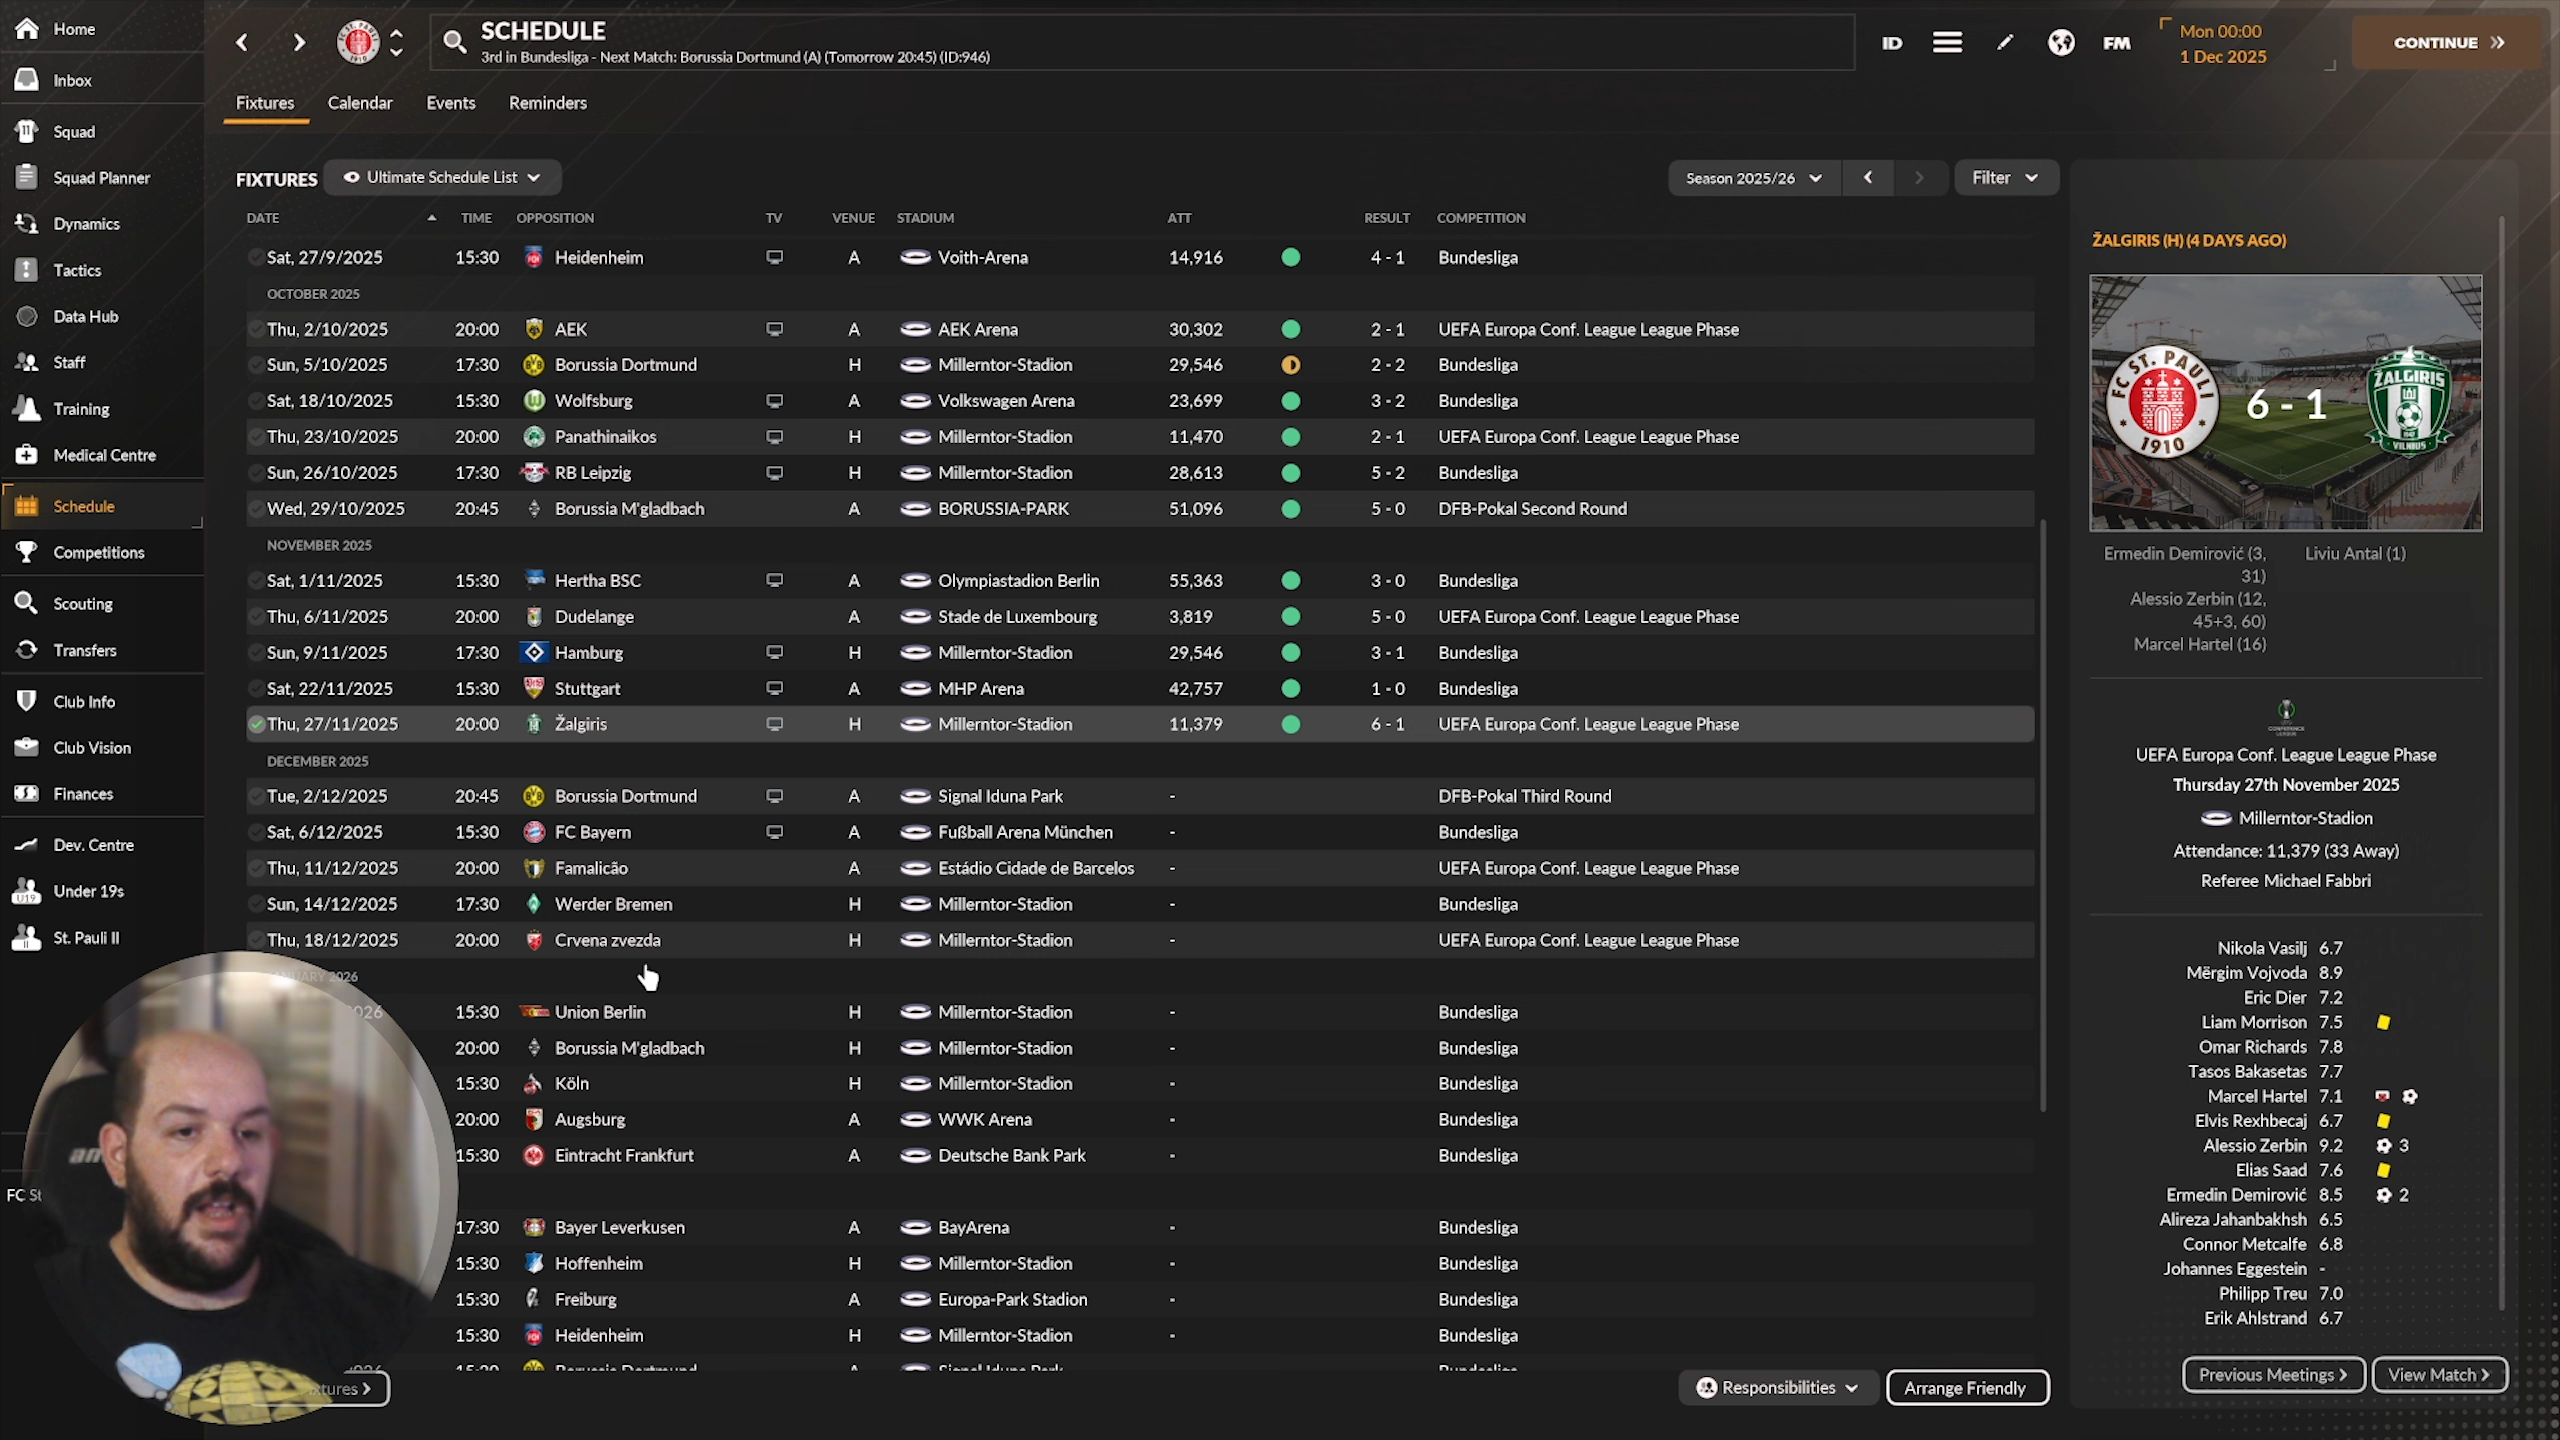 Home
Inbox
Squad
Squad Planner
Dynamics
Tactics
Data Hub
Staff
Training
Medical Centre
Schedule
Competitions
Scouting
Transfers
Club Info
Club Vision
Finances
Dev. Centre
Under 19s
St. Pauli II
FC St
SCHEDULE
3rd in Bundesliga - Next Match: Borussia Dortmund (A) (Tomorrow 20:45) (ID:946)
ID
FM
Mon 00:00
1 Dec 2025
CONTINUE
Fixtures Calendar Events Reminders
FIXTURES Ultimate Schedule List Season 2025/26 Filter
DATE TIME OPPOSITION TV VENUE STADIUM ATT RESULT COMPETITION
Sat, 27/9/2025 15:30 Heidenheim A Voith-Arena 14,916 4 - 1 Bundesliga
OCTOBER 2025
Thu, 2/10/2025 20:00 AEK A AEK Arena 30,302 2 - 1 UEFA Europa Conf. League League Phase
Sun, 5/10/2025 17:30 Borussia Dortmund H Millerntor-Stadion 29,546 2 - 2 Bundesliga
Sat, 18/10/2025 15:30 Wolfsburg A Volkswagen Arena 23,699 3 - 2 Bundesliga
Thu, 23/10/2025 20:00 Panathinaikos H Millerntor-Stadion 11,470 2 - 1 UEFA Europa Conf. League League Phase
Sun, 26/10/2025 17:30 RB Leipzig H Millerntor-Stadion 28,613 5 - 2 Bundesliga
Wed, 29/10/2025 20:45 Borussia M'gladbach A BORUSSIA-PARK 51,096 5 - 0 DFB-Pokal Second Round
NOVEMBER 2025
Sat, 1/11/2025 15:30 Hertha BSC A Olympiastadion Berlin 55,363 3 - 0 Bundesliga
Thu, 6/11/2025 20:00 Dudelange A Stade de Luxembourg 3,819 5 - 0 UEFA Europa Conf. League League Phase
Sun, 9/11/2025 17:30 Hamburg H Millerntor-Stadion 29,546 3 - 1 Bundesliga
Sat, 22/11/2025 15:30 Stuttgart A MHP Arena 42,757 1 - 0 Bundesliga
Thu, 27/11/2025 20:00 Žalgiris H Millerntor-Stadion 11,379 6 - 1 UEFA Europa Conf. League League Phase
DECEMBER 2025
Tue, 2/12/2025 20:45 Borussia Dortmund A Signal Iduna Park - DFB-Pokal Third Round
Sat, 6/12/2025 15:30 FC Bayern A Fußball Arena München - Bundesliga
Thu, 11/12/2025 20:00 Famalicão A Estádio Cidade de Barcelos - UEFA Europa Conf. League League Phase
Sun, 14/12/2025 17:30 Werder Bremen H Millerntor-Stadion - Bundesliga
Thu, 18/12/2025 20:00 Crvena zvezda H Millerntor-Stadion - UEFA Europa Conf. League League Phase
NUARY 2026
026 15:30 Union Berlin H Millerntor-Stadion - Bundesliga
20:00 Borussia M'gladbach H Millerntor-Stadion - Bundesliga
15:30 Köln H Millerntor-Stadion - Bundesliga
20:00 Augsburg A WWK Arena - Bundesliga
15:30 Eintracht Frankfurt A Deutsche Bank Park - Bundesliga
17:30 Bayer Leverkusen A BayArena - Bundesliga
15:30 Hoffenheim H Millerntor-Stadion - Bundesliga
15:30 Freiburg A Europa-Park Stadion - Bundesliga
15:30 Heidenheim H Millerntor-Stadion - Bundesliga
xtures
Responsibilities
Arrange Friendly
ŽALGIRIS (H) (4 DAYS AGO)
FC ST. PAULI
1910
6 - 1
ŽALGIRIS
VILNIUS
Ermedin Demirović (3, 31)
Alessio Zerbin (12, 45+3, 60)
Marcel Hartel (16)
Liviu Antal (1)
UEFA Europa Conf. League League Phase
Thursday 27th November 2025
Millerntor-Stadion
Attendance: 11,379 (33 Away)
Referee Michael Fabbri
Nikola Vasilj 6.7
Mërgim Vojvoda 8.9
Eric Dier 7.2
Liam Morrison 7.5
Omar Richards 7.8
Tasos Bakasetas 7.7
Marcel Hartel 7.1
Elvis Rexhbecaj 6.7
Alessio Zerbin 9.2 3
Elias Saad 7.6
Ermedin Demirović 8.5 2
Alireza Jahanbakhsh 6.5
Connor Metcalfe 6.8
Johannes Eggestein -
Philipp Treu 7.0
Erik Ahlstrand 6.7
Previous Meetings
View Match